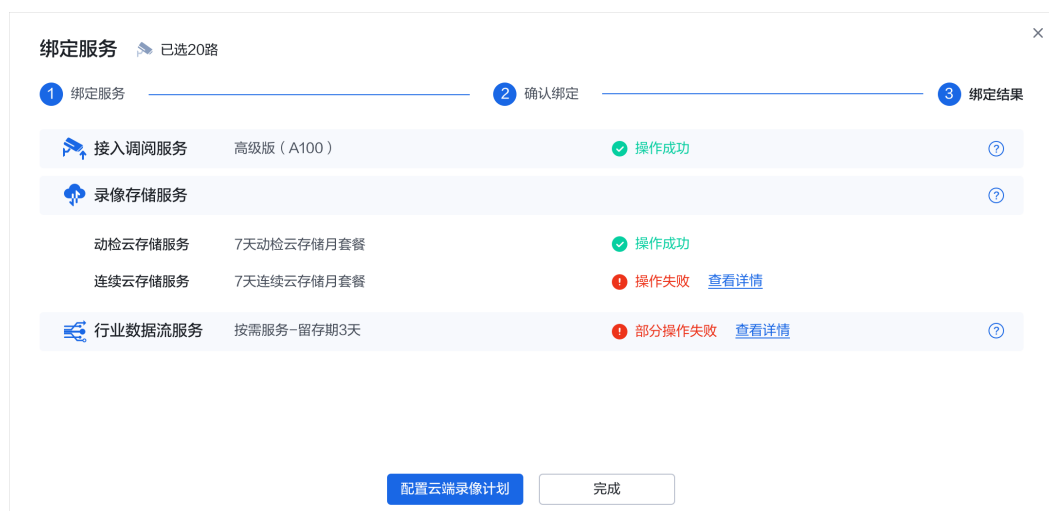 绑定服务 已选20路
1 绑定服务 2 确认绑定 3 绑定结果
接入调阅服务 高级版（A100） 操作成功 ?
录像存储服务 ?
动检云存储服务 7天动检云存储月套餐 操作成功
连续云存储服务 7天连续云存储月套餐 操作失败 查看详情
行业数据流服务 按需服务-留存期3天 部分操作失败 查看详情 ?
配置云端录像计划 完成